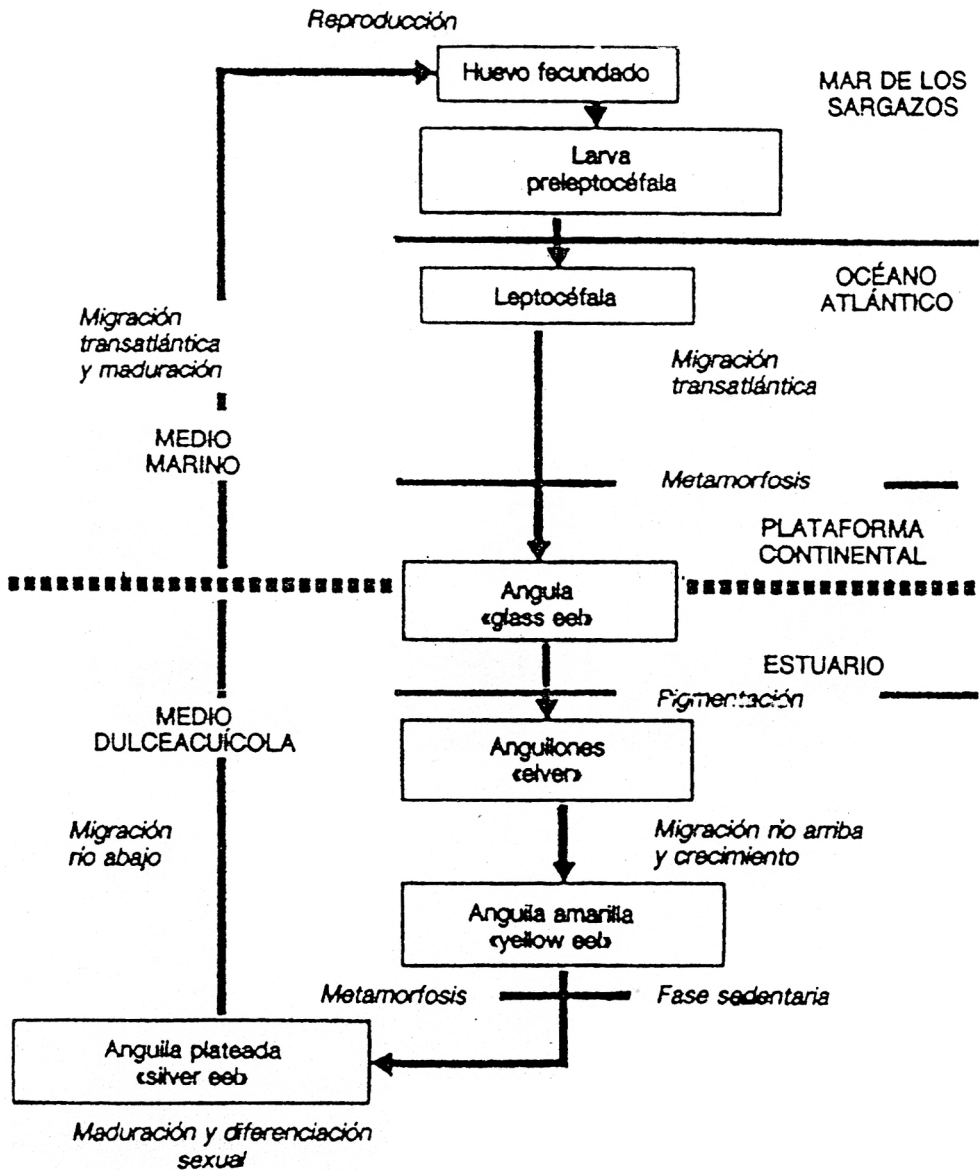 Reproducción
Huevo fecundado
MAR DE LOS
SARGAZOS
Larva
preleptocéfala
OCÉANO
ATLÁNTICO
Leptocéfala
Migración
transatlántica
y maduración
Migración
transatlántica
MEDIO
MARINO
Metamorfosis
PLATAFORMA
CONTINENTAL
Angula
«glass eel»
ESTUARIO
Pigmentación
MEDIO
DULCEACUÍCOLA
Anguilones
«elver»
Migración
río abajo
Migración río arriba
y crecimiento
Anguila amarilla
«yellow eel»
Metamorfosis
Fase sedentaria
Anguila plateada
«silver eel»
Maduración y diferenciación
sexual